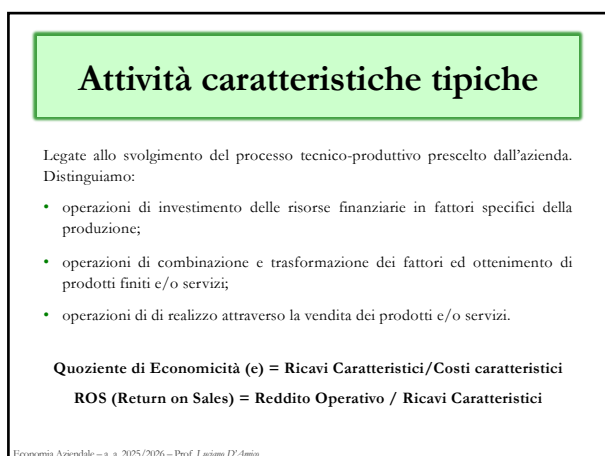 Attività caratteristiche tipiche
Legate allo svolgimento del processo tecnico-produttivo prescelto dall'azienda.
Distinguiamo:
• operazioni di investimento delle risorse finanziarie in fattori specifici della
produzione;
• operazioni di combinazione e trasformazione dei fattori ed ottenimento di
prodotti finiti e/o servizi;
• operazioni di di realizzo attraverso la vendita dei prodotti e/o servizi.
Quoziente di Economicità (e) = Ricavi Caratteristici/Costi caratteristici
ROS (Return on Sales) = Reddito Operativo / Ricavi Caratteristici
Economia Aziendale – a. a. 2025/2026 – Prof. Luciano D'Amico